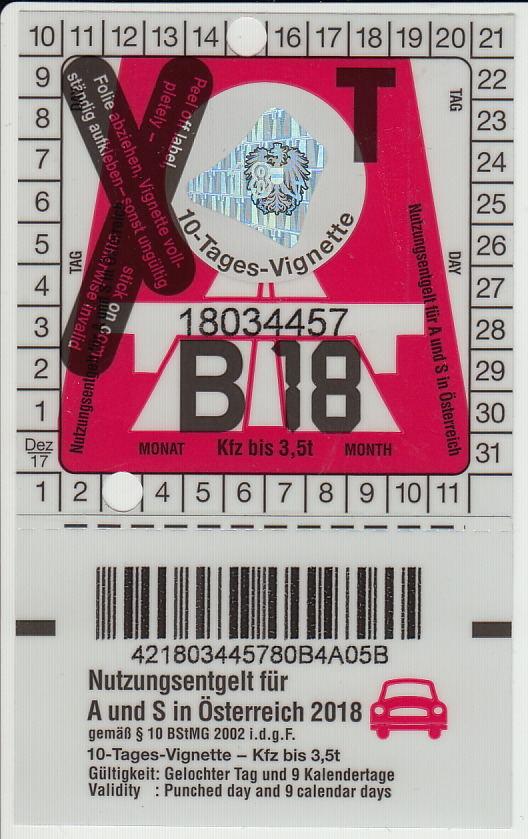 10 11 12 13 14 16 17 18 19 20 21
9 22
8 23
7 24
6 25
5 26
4 27
3 28
2 29
1 30
Dez
17
31
1 2 4 5 6 7 8 9 10 11
T
TAG
TAG
DAY
Peel off label
pletely –
stick on com-
otherwise invalid
Folie abziehen, Vignette voll-
ständig aufkleben – sonst ungültig
10-Tages-Vignette
Nutzungsentgelt für A und S in Österreich
Nutzungsentgelt für A und S in Österreich
18034457
B 18
MONAT Kfz bis 3,5t MONTH
421803445780B4A05B
Nutzungsentgelt für
A und S in Österreich 2018
gemäß § 10 BStMG 2002 i.d.g.F.
10-Tages-Vignette – Kfz bis 3,5t
Gültigkeit: Gelochter Tag und 9 Kalendertage
Validity : Punched day and 9 calendar days